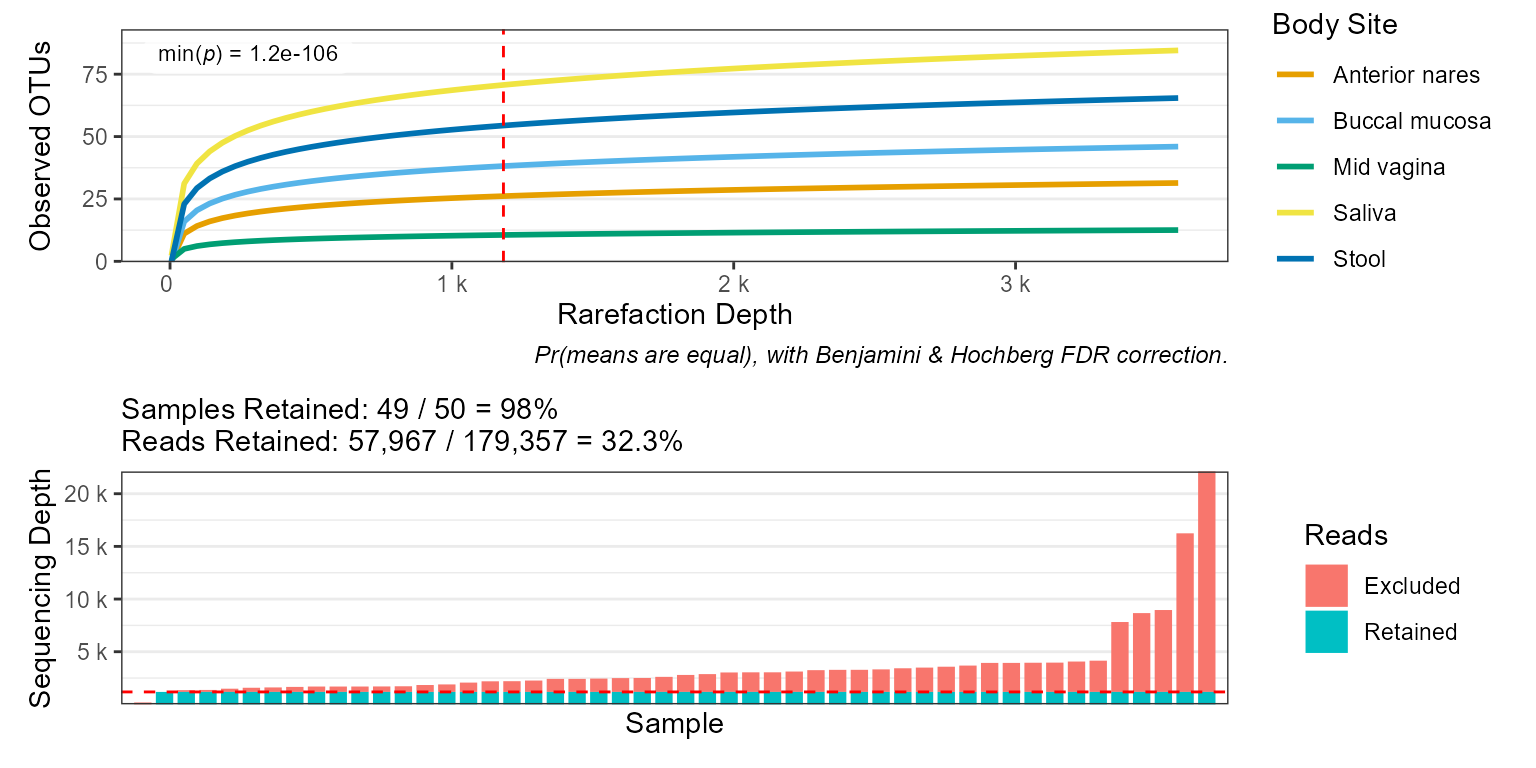 min(p) = 1.2e-106
Observed OTUs
75
50
25
0
0
1 k
2 k
3 k
Rarefaction Depth
Pr(means are equal), with Benjamini & Hochberg FDR correction.
Body Site
Anterior nares
Buccal mucosa
Mid vagina
Saliva
Stool
Samples Retained: 49 / 50 = 98%
Reads Retained: 57,967 / 179,357 = 32.3%
Sequencing Depth
20 k
15 k
10 k
5 k
Sample
Reads
Excluded
Retained